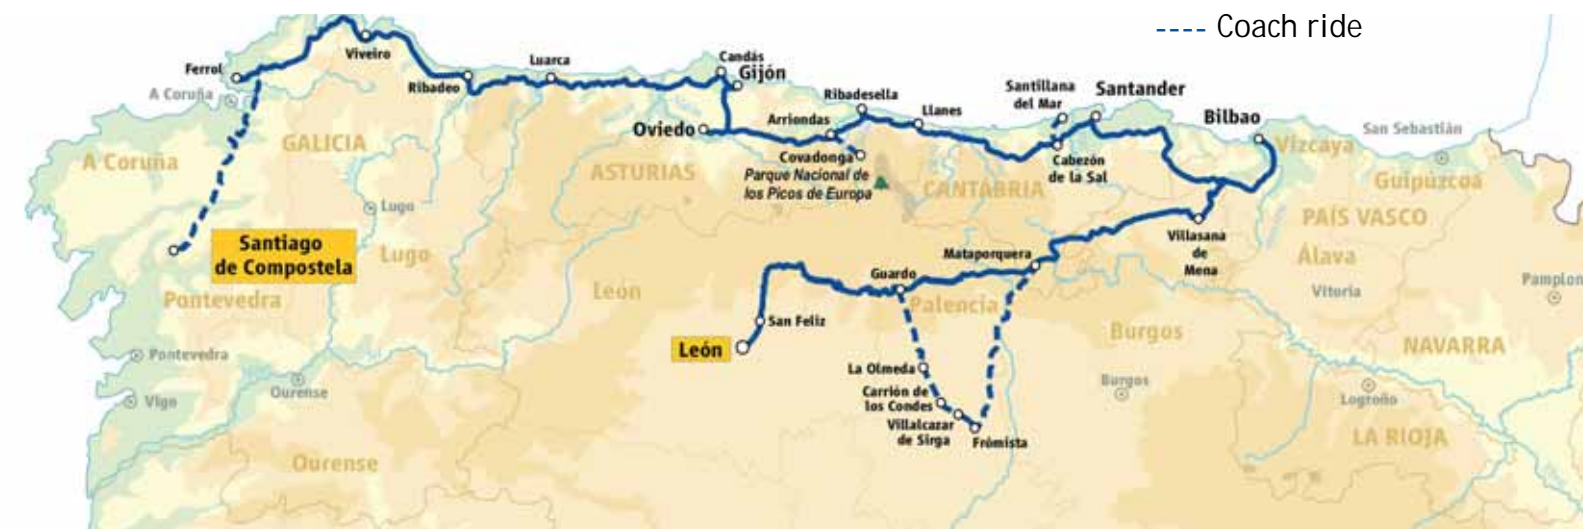 Coach ride
Viveiro
Ferrol
A Coruña
Ribadeo
Luarca
Candás
Gijón
Ribadesella
Santillana
del Mar
Santander
Bilbao
San Sebastián
Oviedo
Arriondas
Llanes
Covadonga
Parque Nacional de
los Picos de Europa
Cabezón
de la Sal
Vizcaya
Guipúzcoa
A Coruña
GALICIA
ASTURIAS
CANTABRIA
PAÍS VASCO
Lugo
Lugo
Santiago
de Compostela
Villasana
de
Mena
Álava
Vitoria
Pamplon
Pontevedra
León
Guardo
Mataporquera
Palencia
Burgos
San Feliz
León
NAVARRA
Pontevedra
La Olmeda
Carrión de
los Condes
Villalcazar
de Sirga
Frómista
Burgos
Logroño
LA RIOJA
Vigo
Ourense
Ourense